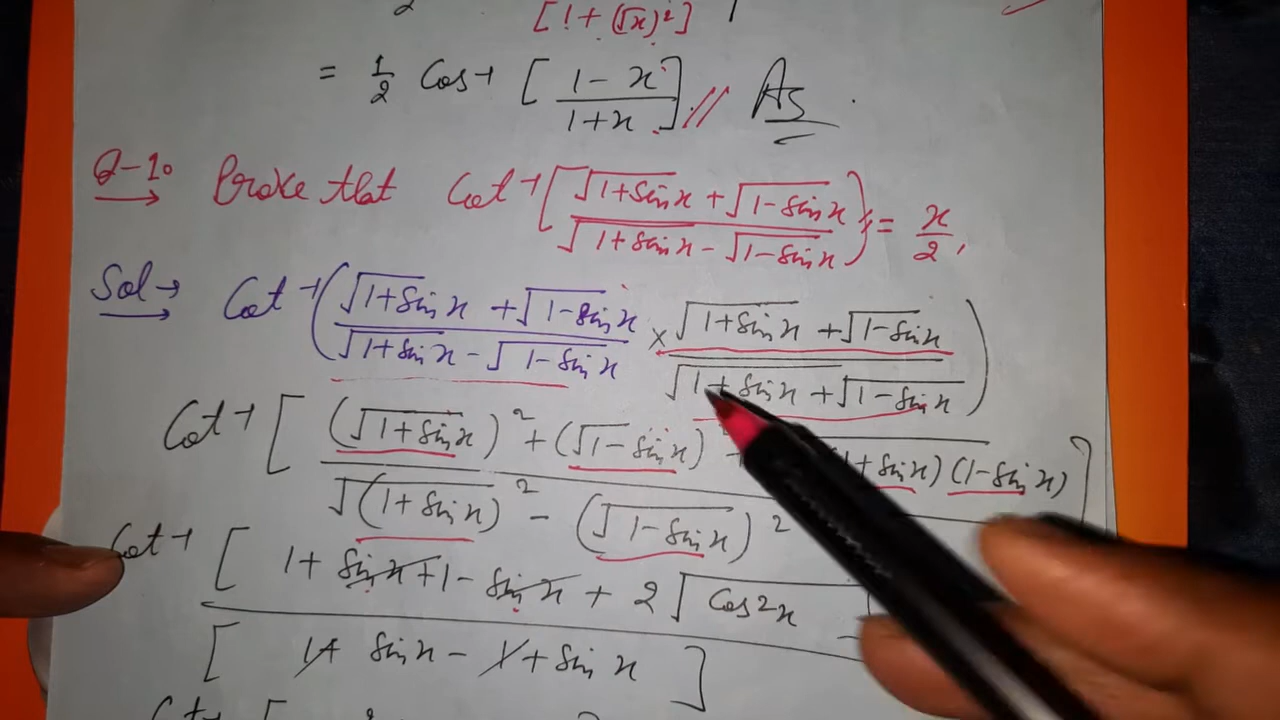 2 [1 + (√x)²]
= 1/2 Cos⁻¹ [ (1 - x) / (1 + x) ] // As
Q-10 Prove that Cot⁻¹ [ (√(1+Sin x) + √(1-Sin x)) / (√(1+Sin x) - √(1-Sin x)) ] = x/2,
Sol → Cot⁻¹ ( (√(1+Sin x) + √(1-Sin x)) / (√(1+Sin x) - √(1-Sin x)) × (√(1+Sin x) + √(1-Sin x)) / (√(1+Sin x) + √(1-Sin x)) )
Cot⁻¹ [ (√(1+Sin x))² + (√(1-Sin x))² + (1+Sin x)(1-Sin x) / √(1+Sin x)² - (√(1-Sin x))² ]
Cot⁻¹ [ 1 + Sin x + 1 - Sin x + 2√(Cos²x)
[ 1 + Sin x - 1 + Sin x ]